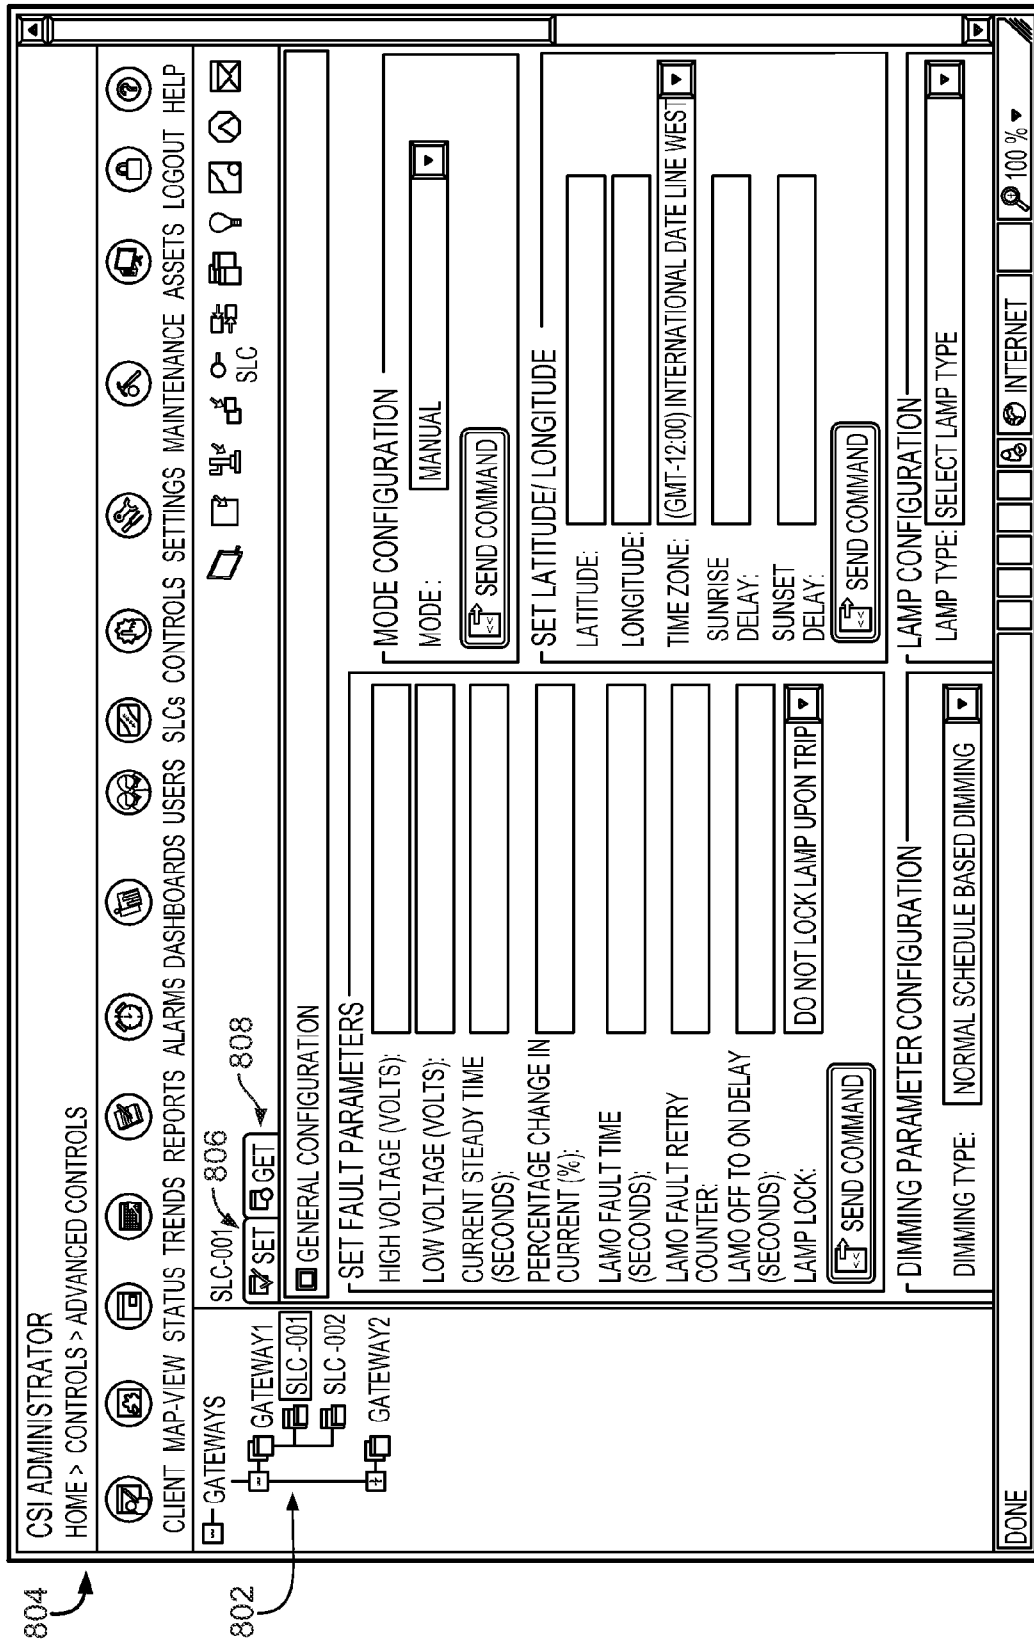 804
802
CSI ADMINISTRATOR
HOME > CONTROLS > ADVANCED CONTROLS
CLIENT MAP-VIEW STATUS TRENDS REPORTS ALARMS DASHBOARDS USERS SLCs CONTROLS SETTINGS MAINTENANCE ASSETS LOGOUT HELP
GATEWAYS
GATEWAY1
SLC-001
SLC-002
GATEWAY2
SLC-001
806
SET
GET
808
SLC
GENERAL CONFIGURATION
SET FAULT PARAMETERS
HIGH VOLTAGE (VOLTS):
LOW VOLTAGE (VOLTS):
CURRENT STEADY TIME
(SECONDS):
PERCENTAGE CHANGE IN
CURRENT (%):
LAMO FAULT TIME
(SECONDS):
LAMO FAULT RETRY
COUNTER:
LAMO OFF TO ON DELAY
(SECONDS):
LAMP LOCK: DO NOT LOCK LAMP UPON TRIP
SEND COMMAND
MODE CONFIGURATION
MODE : MANUAL
SEND COMMAND
SET LATITUDE/ LONGITUDE
LATITUDE:
LONGITUDE:
TIME ZONE: (GMT-12:00) INTERNATIONAL DATE LINE WEST
SUNRISE
DELAY:
SUNSET
DELAY:
SEND COMMAND
DIMMING PARAMETER CONFIGURATION
DIMMING TYPE: NORMAL SCHEDULE BASED DIMMING
LAMP CONFIGURATION
LAMP TYPE: SELECT LAMP TYPE
DONE
INTERNET
100 %